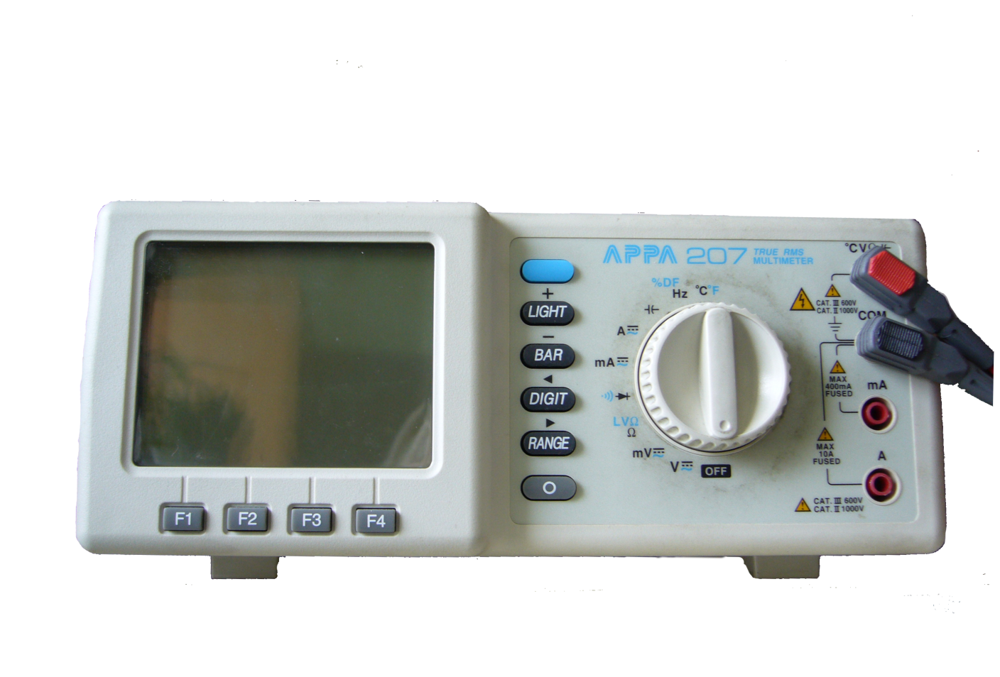 APPA 207 TRUE RMS
MULTIMETER
+
LIGHT
−
BAR
◄
DIGIT
►
RANGE
O
F1 F2 F3 F4
%DF
Hz
°C°F
A
mA
LVΩ
Ω
mV
V
OFF
°CVΩ
CAT. III 600V
CAT. II 1000V
COM
MAX
400mA
FUSED
mA
MAX
10A
FUSED
A
CAT. III 600V
CAT. II 1000V